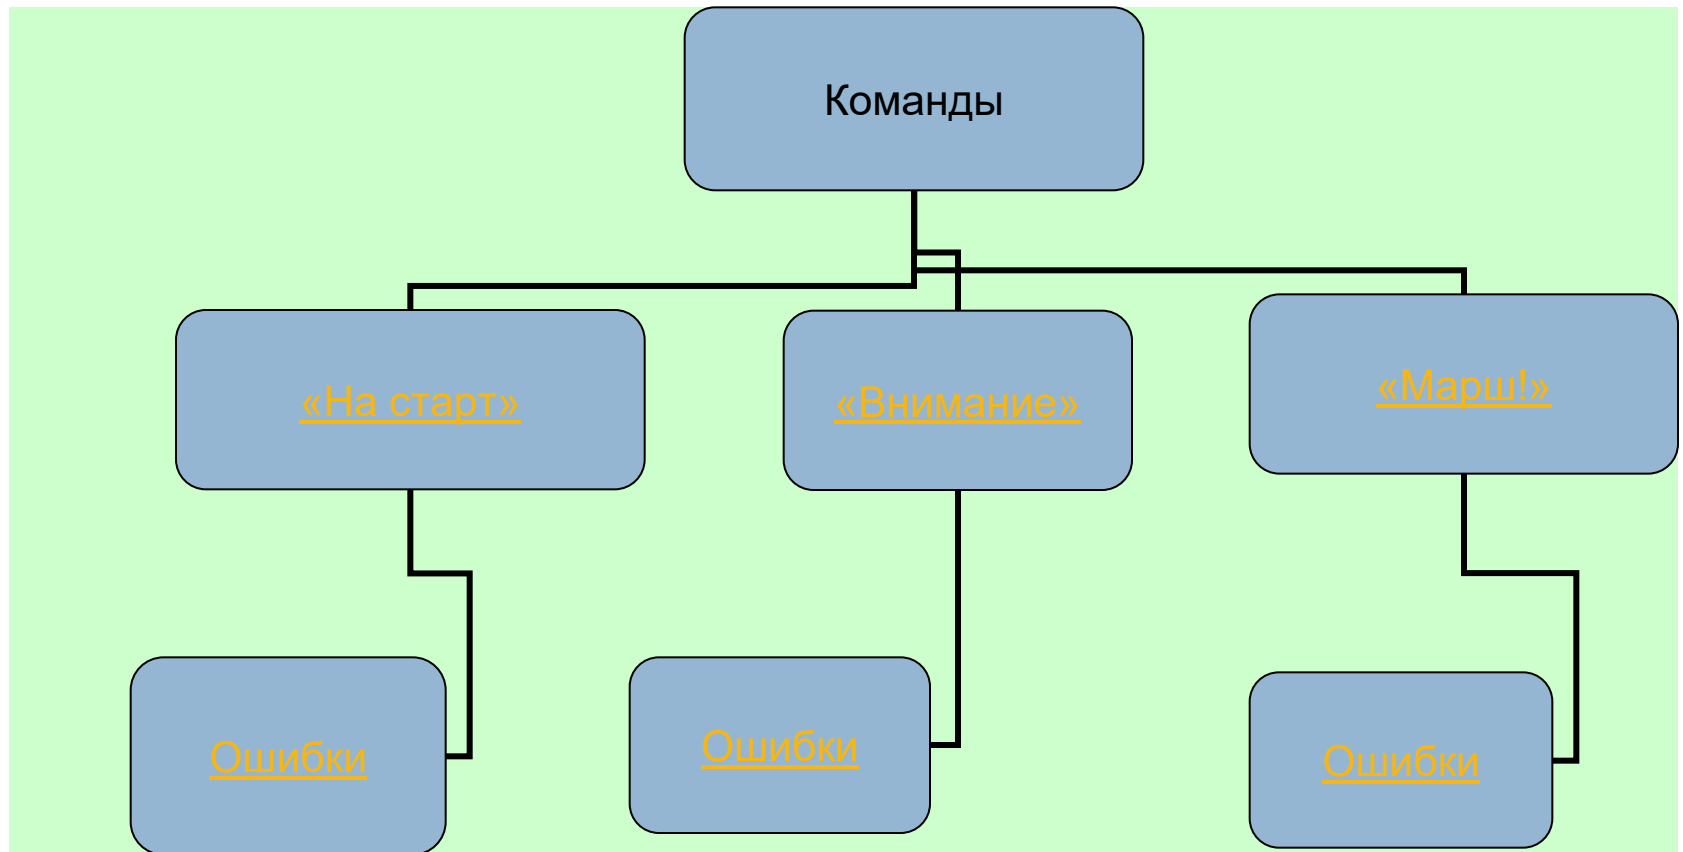 Команды
«На старт»
«Внимание»
«Марш!»
Ошибки
Ошибки
Ошибки